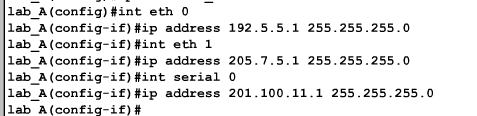 lab_A(config)#int eth 0
lab_A(config-if)#ip address 192.5.5.1 255.255.255.0
lab_A(config-if)#int eth 1
lab_A(config-if)#ip address 205.7.5.1 255.255.255.0
lab_A(config-if)#int serial 0
lab_A(config-if)#ip address 201.100.11.1 255.255.255.0
lab A(config-if)#